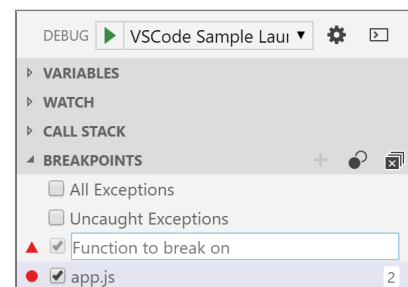 DEBUG VSCode Sample Laur
VARIABLES
WATCH
CALL STACK
BREAKPOINTS
All Exceptions
Uncaught Exceptions
Function to break on
app.js 2